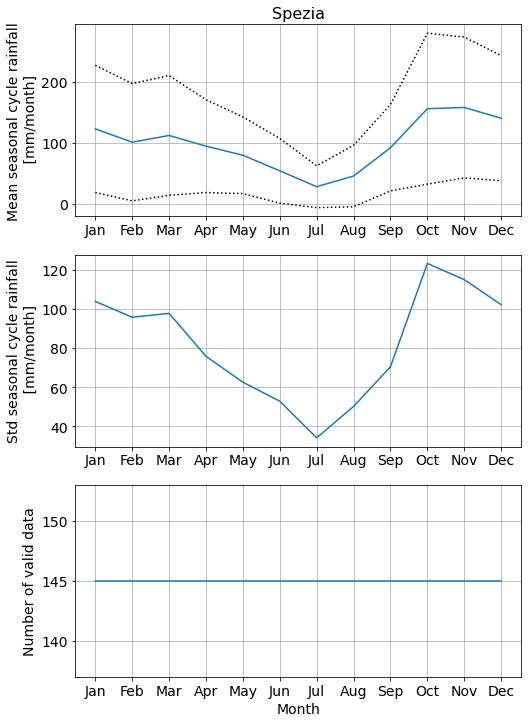 Spezia
Mean seasonal cycle rainfall
[mm/month]
200
100
0
Jan Feb Mar Apr May Jun Jul Aug Sep Oct Nov Dec
Std seasonal cycle rainfall
[mm/month]
120
100
80
60
40
Jan Feb Mar Apr May Jun Jul Aug Sep Oct Nov Dec
Number of valid data
150
145
140
Jan Feb Mar Apr May Jun Jul Aug Sep Oct Nov Dec
Month